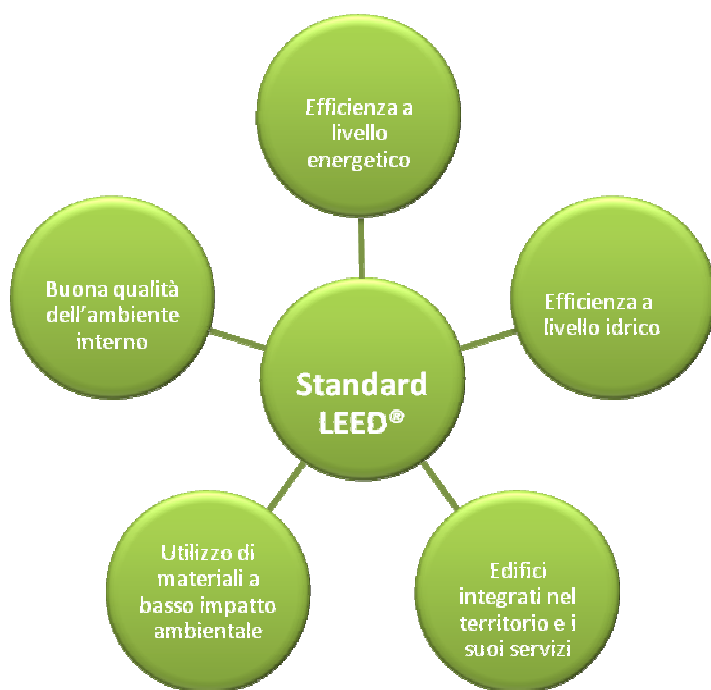 Efficienza a
livello
energetico
Buona qualità
dell'ambiente
interno
Efficienza a
livello idrico
Standard
LEED®
Utilizzo di
materiali a
basso impatto
ambientale
Edifici
integrati nel
territorio e i
suoi servizi